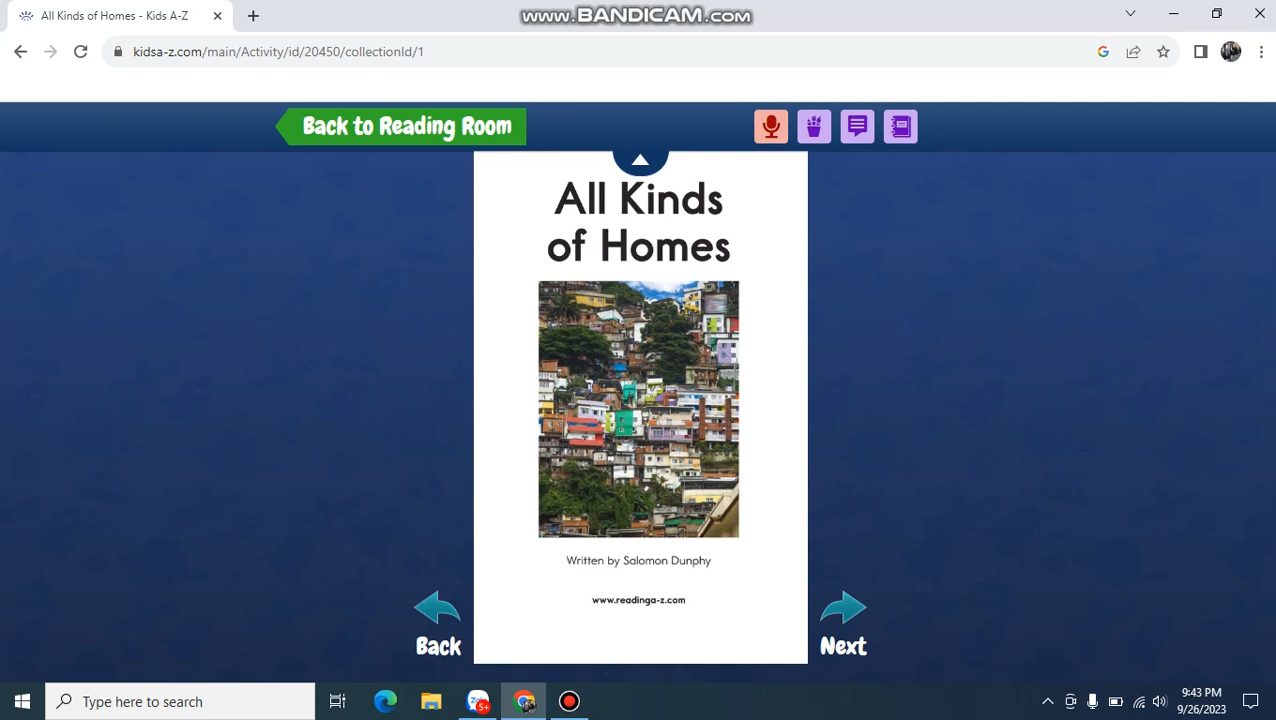 All Kinds of Homes - Kids A-Z
www.BANDICAM.com
kidsa-z.com/main/Activity/id/20450/collectionId/1
Back to Reading Room
All Kinds
of Homes
Written by Salomon Dunphy
www.readinga-z.com
Back
Next
Type here to search
5+
9:43 PM
9/26/2023